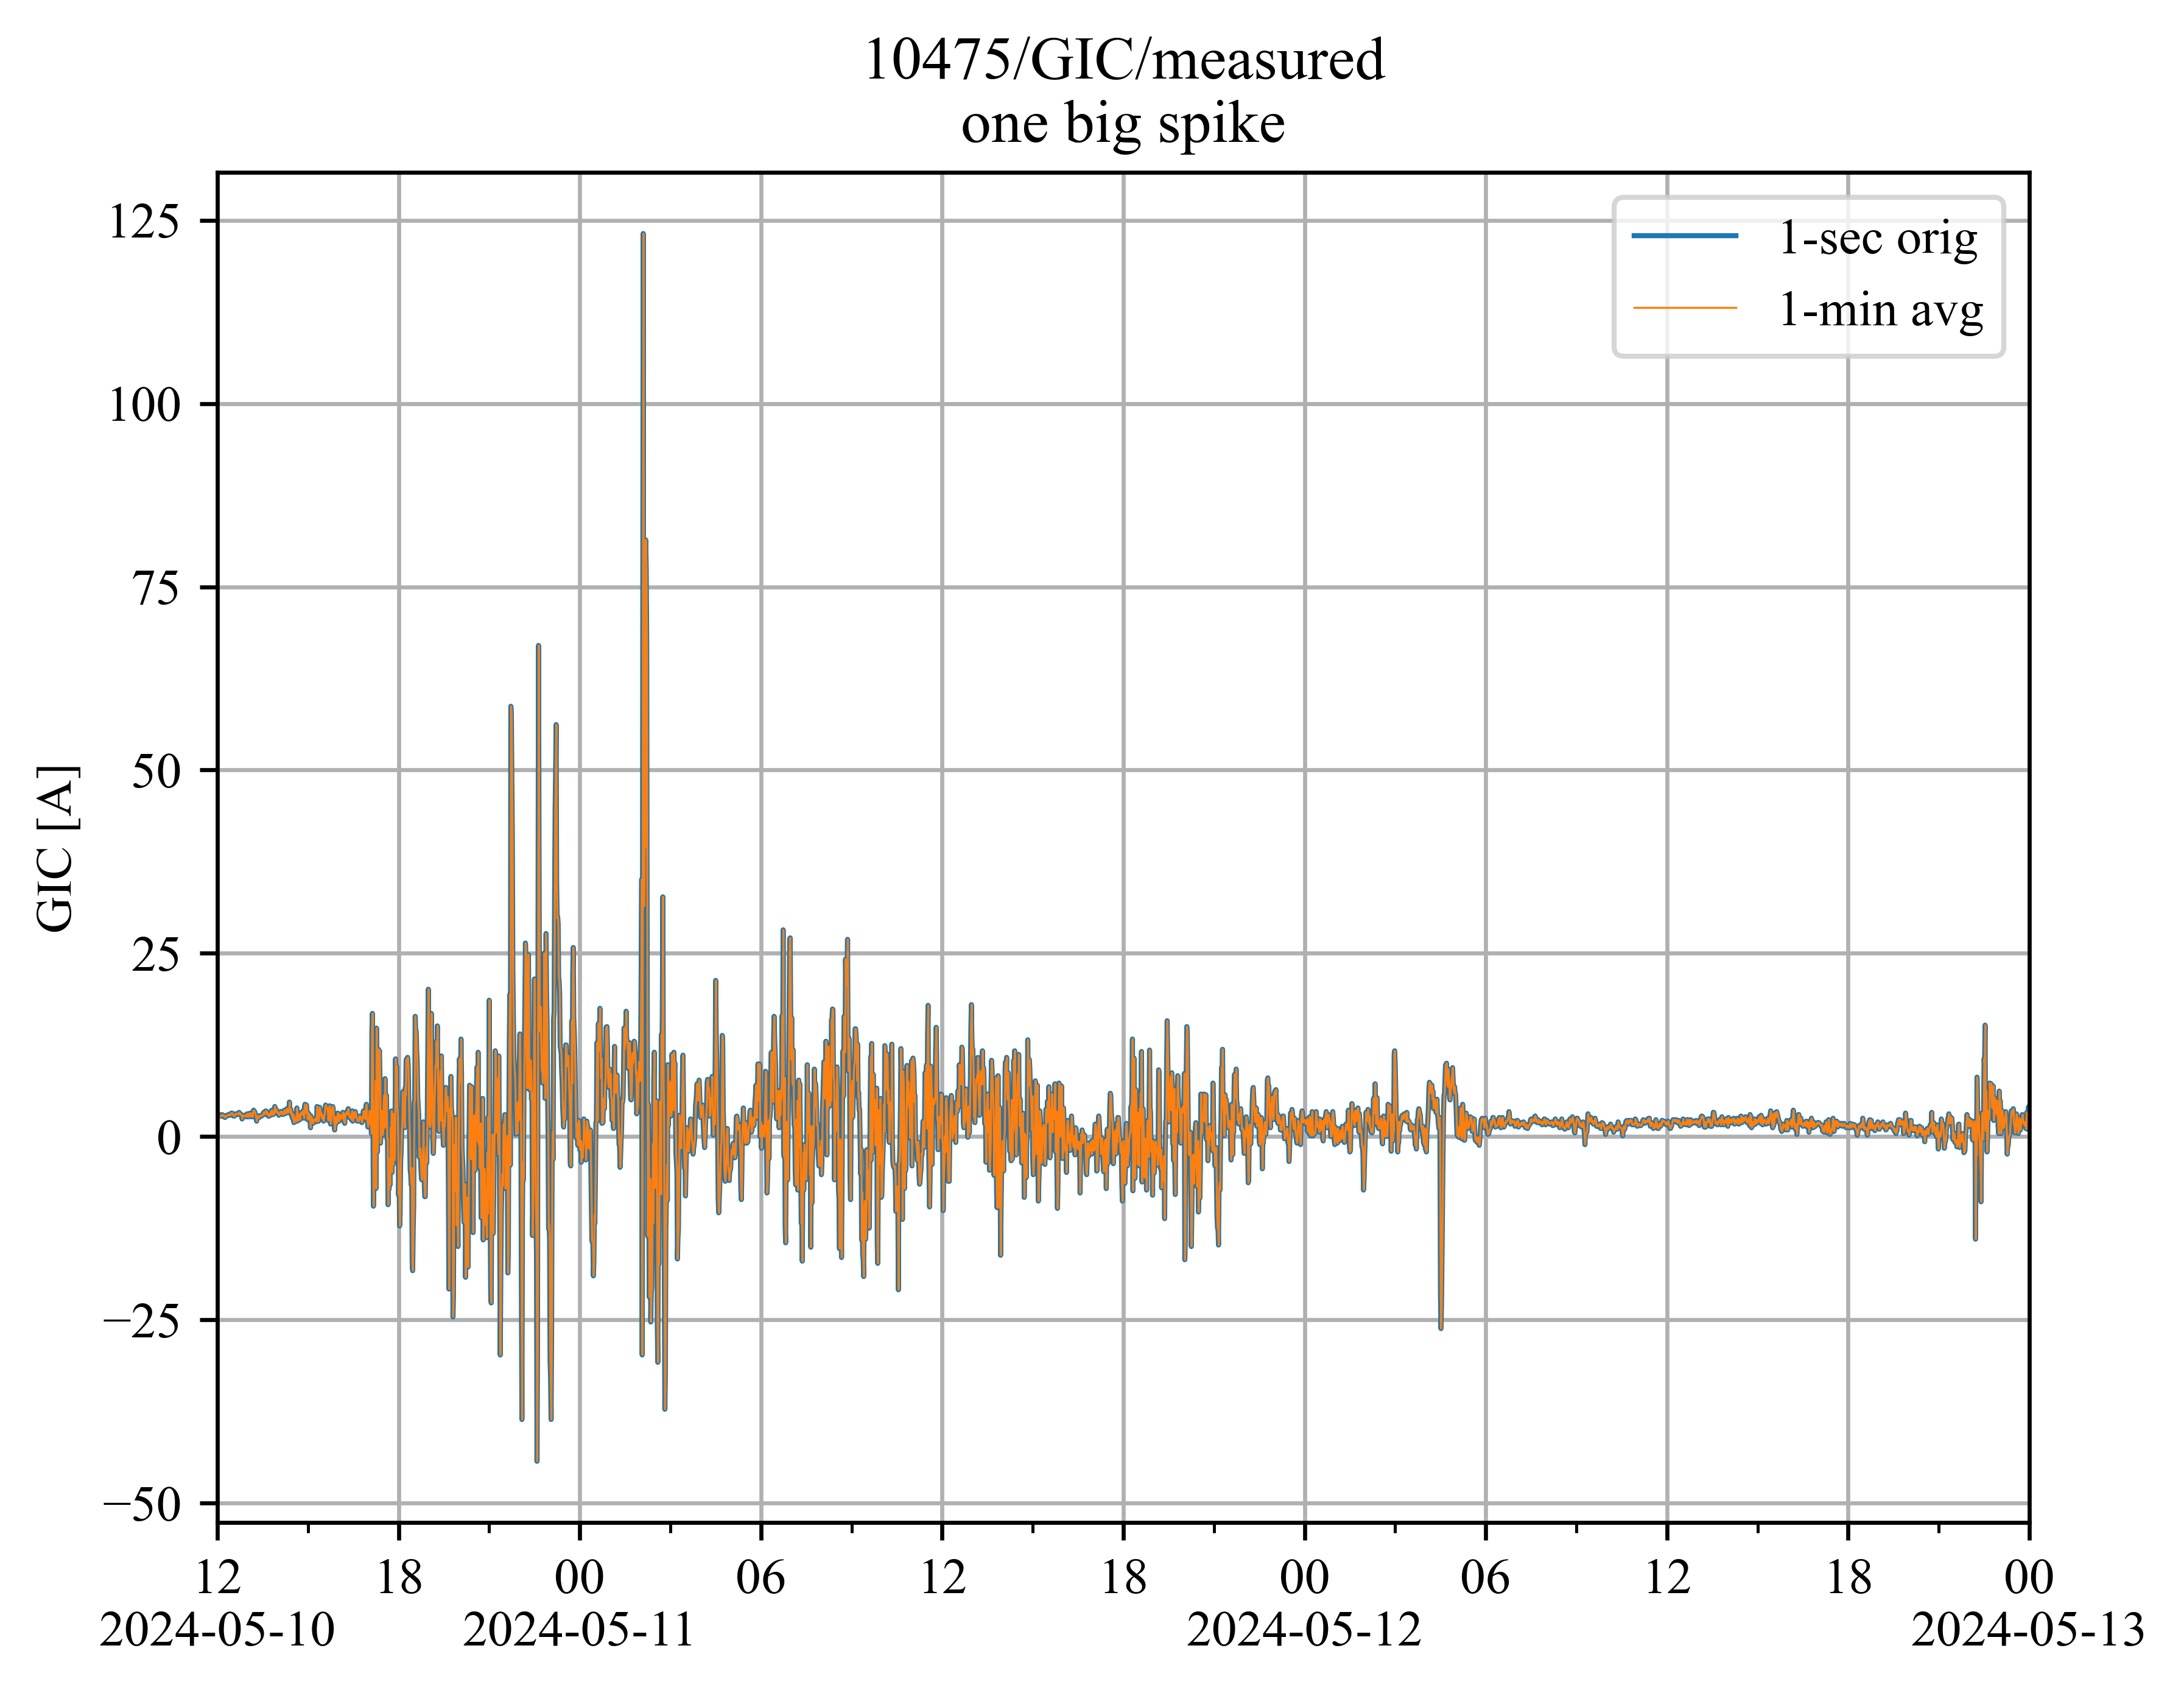 10475/GIC/measured
one big spike
1-sec orig
1-min avg
125
100
75
50
25
0
−25
−50
GIC [A]
12 18 00 06 12 18 00 06 12 18 00
2024-05-10 2024-05-11 2024-05-12 2024-05-13